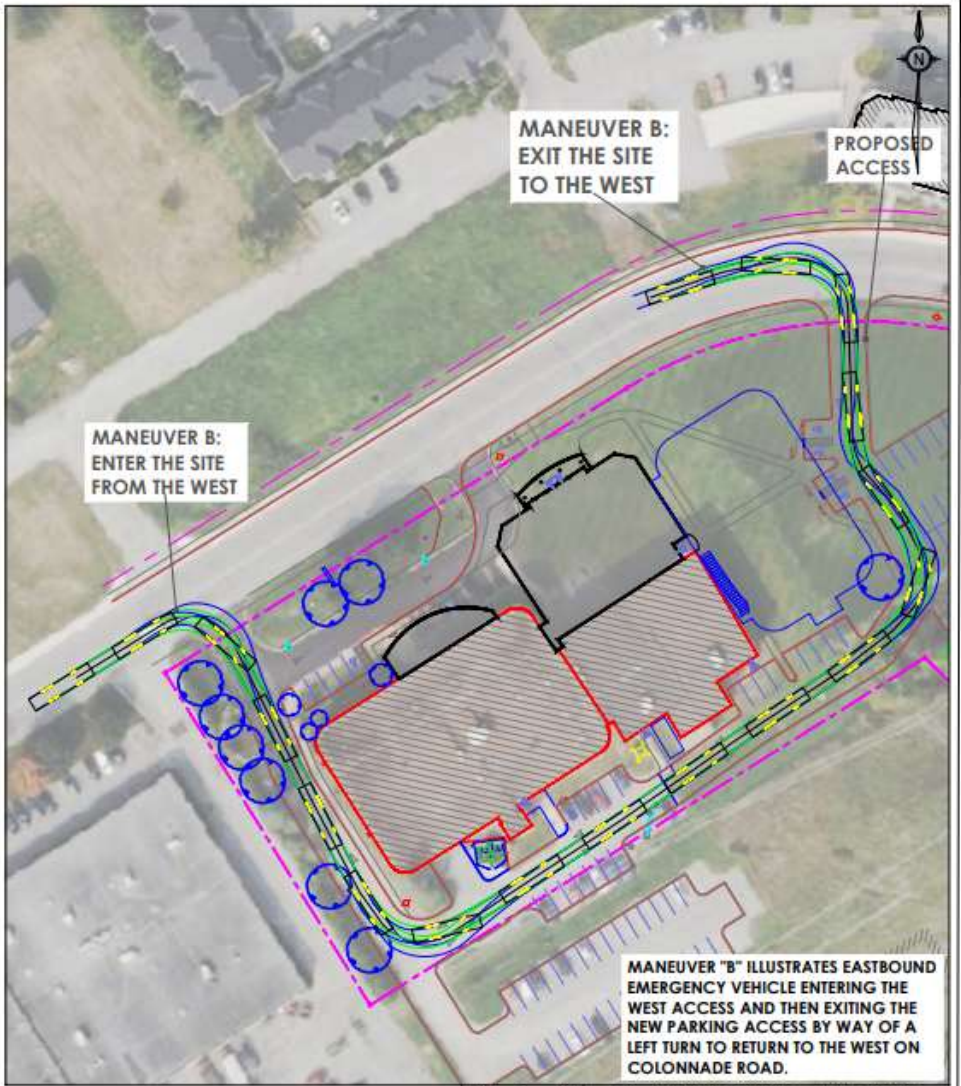 N
MANEUVER B:
EXIT THE SITE
TO THE WEST
PROPOSED
ACCESS
MANEUVER B:
ENTER THE SITE
FROM THE WEST
MANEUVER "B" ILLUSTRATES EASTBOUND
EMERGENCY VEHICLE ENTERING THE
WEST ACCESS AND THEN EXITING THE
NEW PARKING ACCESS BY WAY OF A
LEFT TURN TO RETURN TO THE WEST ON
COLONNADE ROAD.